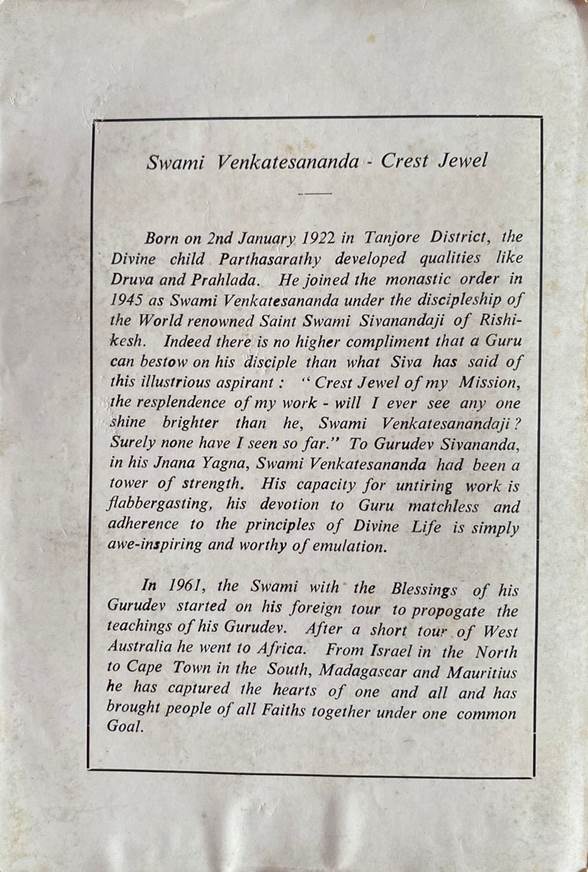 Swami Venkatesananda - Crest Jewel
Born on 2nd January 1922 in Tanjore District, the
Divine child Parthasarathy developed qualities like
Druva and Prahlada. He joined the monastic order in
1945 as Swami Venkatesananda under the discipleship of
the World renowned Saint Swami Sivanandaji of Rishi-
kesh. Indeed there is no higher compliment that a Guru
can bestow on his disciple than what Siva has said of
this illustrious aspirant : “ Crest Jewel of my Mission,
the resplendence of my work - will I ever see any one
shine brighter than he, Swami Venkatesanandaji ?
Surely none have I seen so far.” To Gurudev Sivananda,
in his Jnana Yagna, Swami Venkatesananda had been a
tower of strength. His capacity for untiring work is
flabbergasting, his devotion to Guru matchless and
adherence to the principles of Divine Life is simply
awe-inspiring and worthy of emulation.
In 1961, the Swami with the Blessings of his
Gurudev started on his foreign tour to propogate the
teachings of his Gurudev. After a short tour of West
Australia he went to Africa. From Israel in the North
to Cape Town in the South, Madagascar and Mauritius
he has captured the hearts of one and all and has
brought people of all Faiths together under one common
Goal.